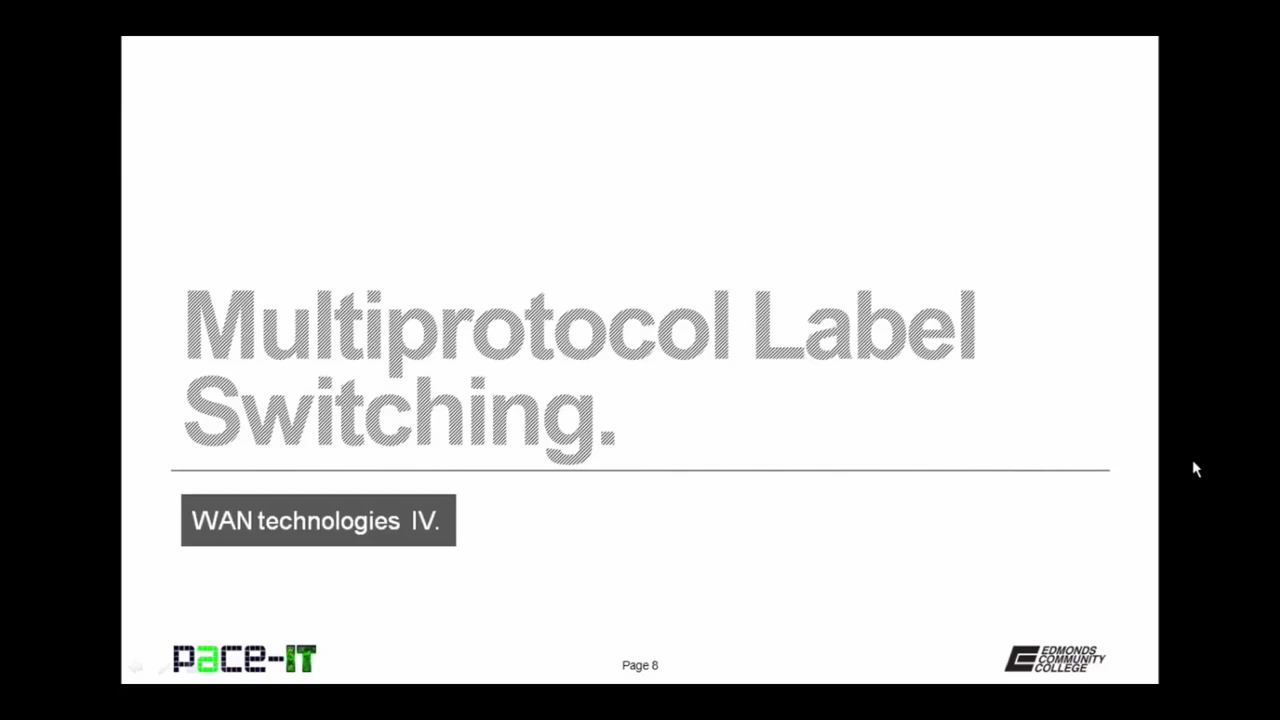 Multiprotocol Label
Switching.
WAN technologies IV.
pace-IT
Page 8
EDMONDS
COMMUNITY
COLLEGE